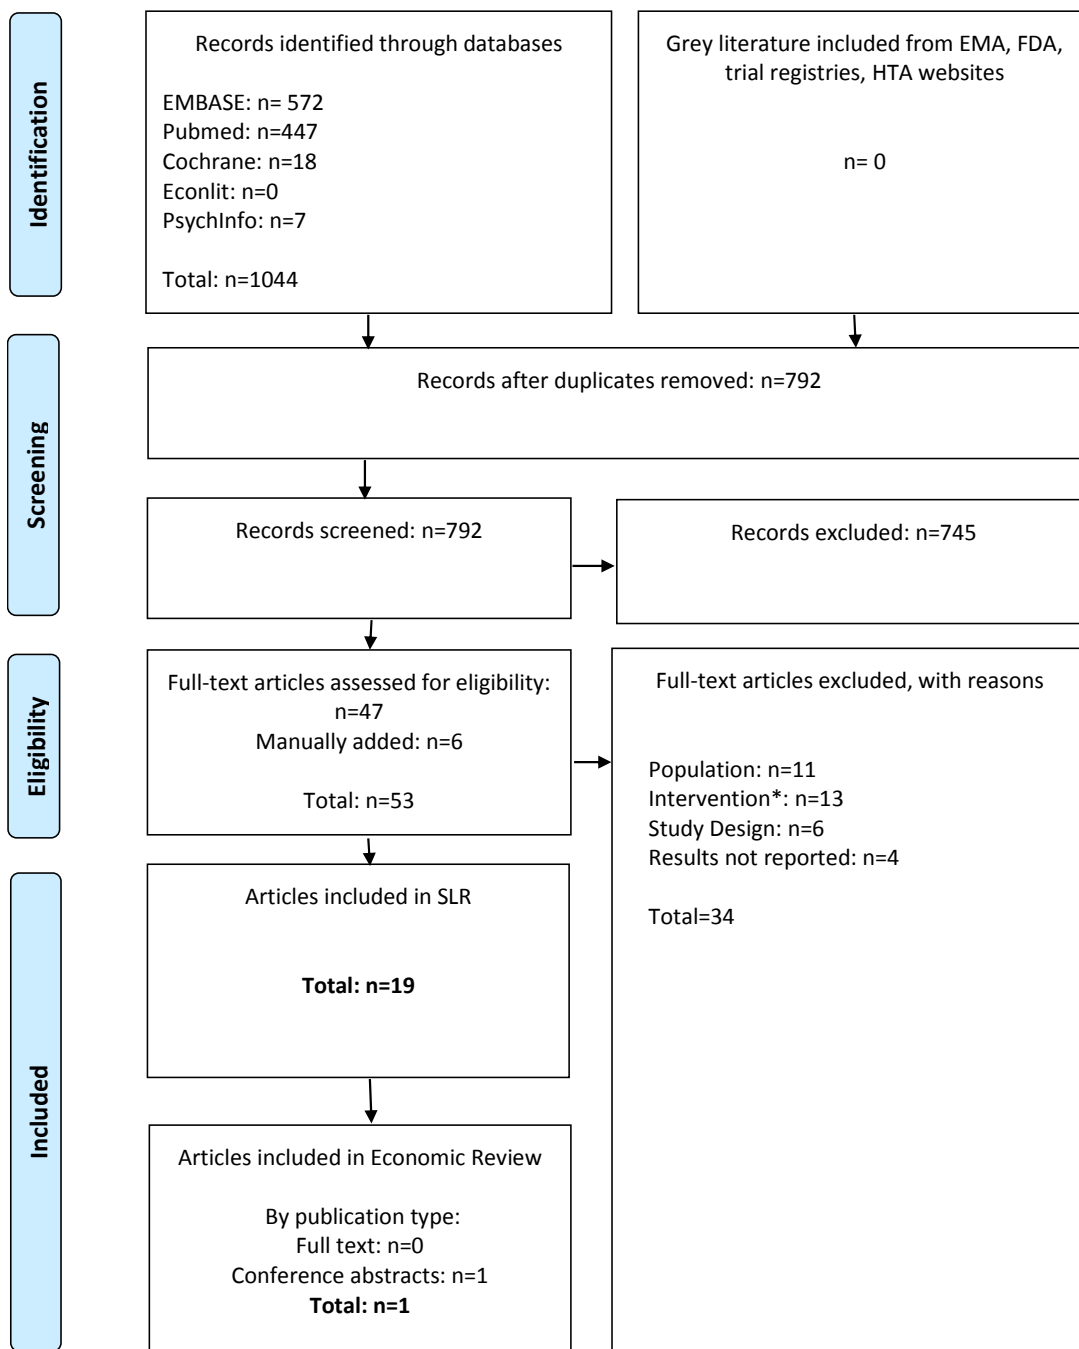 Identification
Records identified through databases
EMBASE: n= 572
Pubmed: n=447
Cochrane: n=18
Econlit: n=0
PsychInfo: n=7
Total: n=1044
Grey literature included from EMA, FDA,
trial registries, HTA websites
n= 0
Screening
Records after duplicates removed: n=792
Records screened: n=792
Records excluded: n=745
Eligibility
Full-text articles assessed for eligibility:
n=47
Manually added: n=6
Total: n=53
Full-text articles excluded, with reasons
Population: n=11
Intervention*: n=13
Study Design: n=6
Results not reported: n=4
Total=34
Included
Articles included in SLR
Total: n=19
Articles included in Economic Review
By publication type:
Full text: n=0
Conference abstracts: n=1
Total: n=1